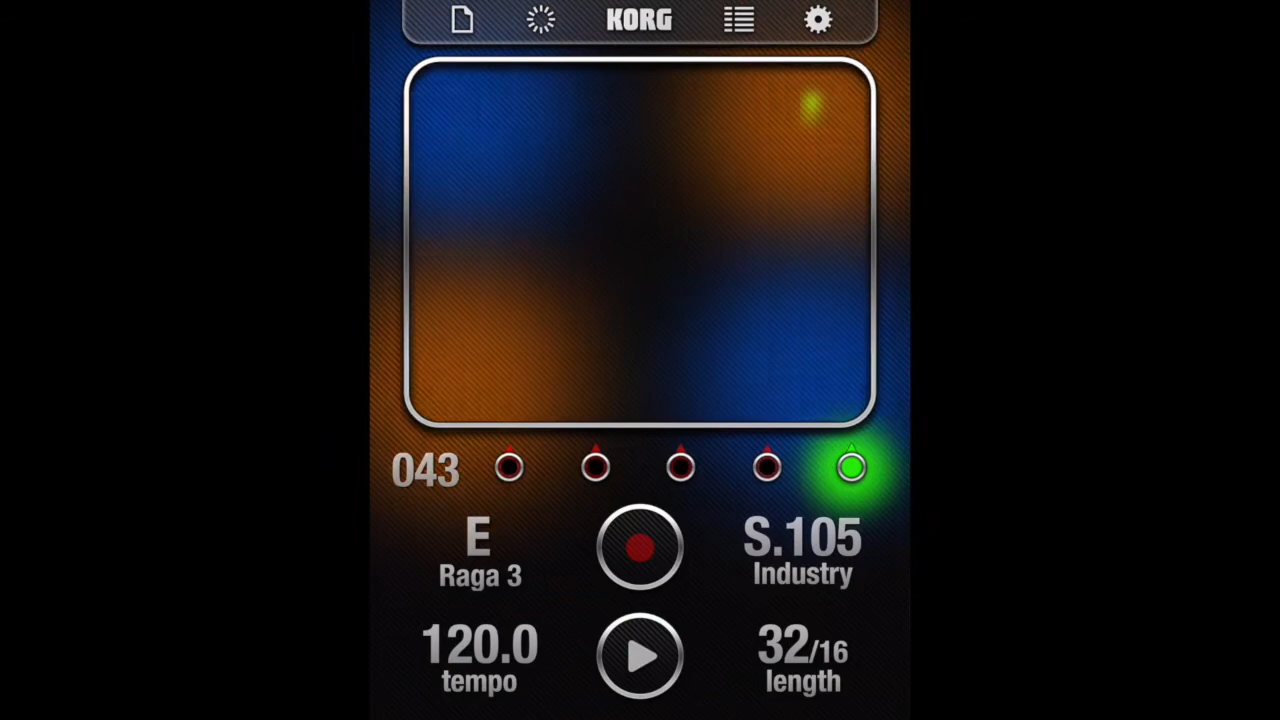 KORG
043
E
Raga 3
S.105
Industry
120.0
tempo
32/16
length